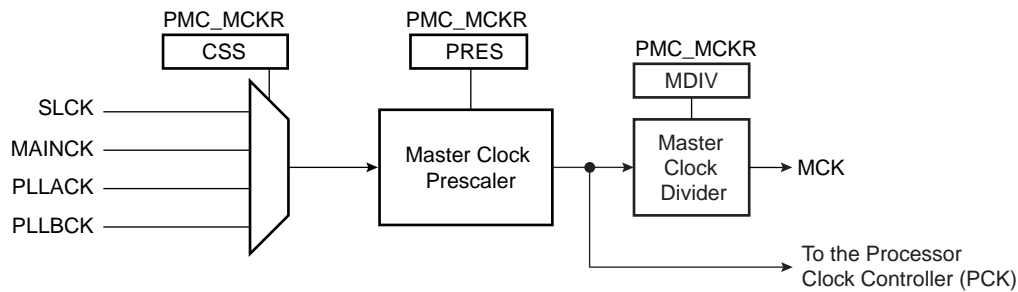 PMC_MCKR
CSS
PMC_MCKR
PRES
PMC_MCKR
MDIV
SLCK
MAINCK
PLLACK
PLLBCK
Master Clock
Prescaler
Master
Clock
Divider
MCK
To the Processor
Clock Controller (PCK)